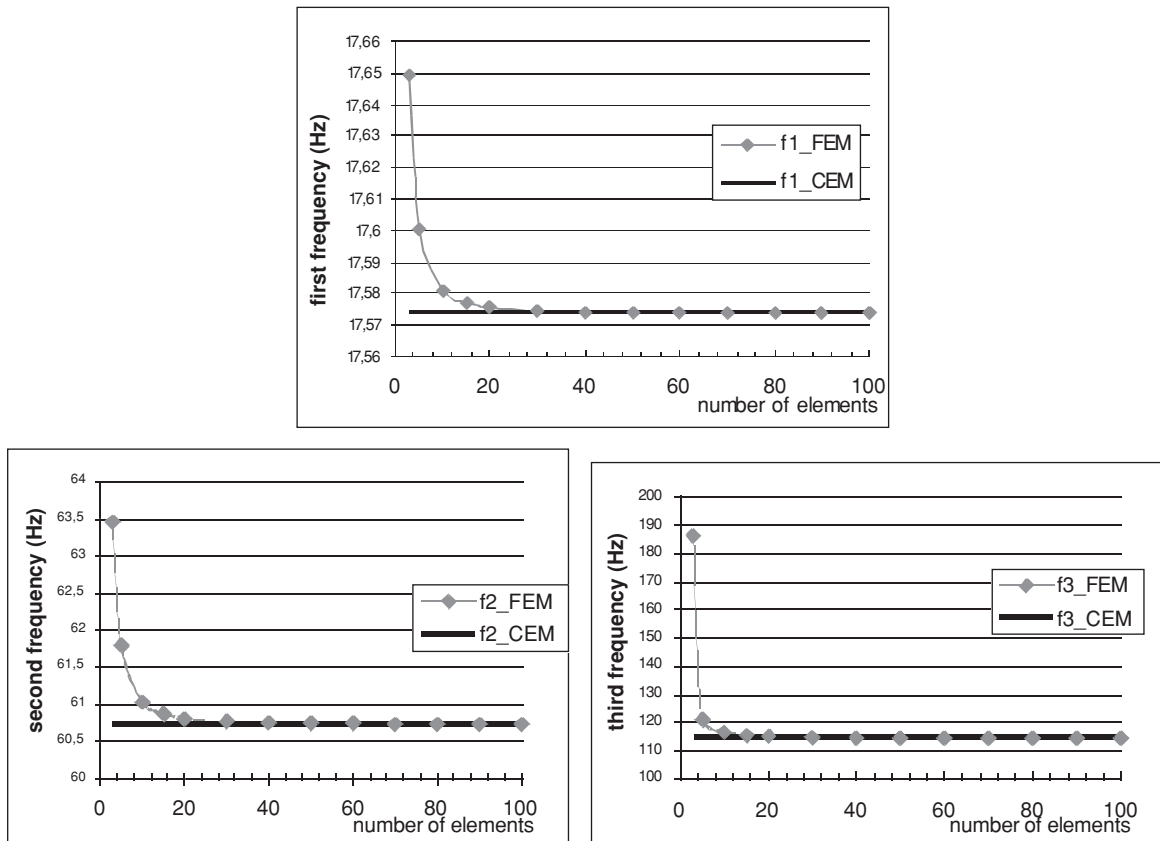 17,66
17,65
17,64
17,63
17,62
17,61
17,6
17,59
17,58
17,57
17,56
first frequency (Hz)
f1_FEM
f1_CEM
0 20 40 60 80 100
number of elements
64
63,5
63
62,5
62
61,5
61
60,5
60
second frequency (Hz)
f2_FEM
f2_CEM
0 20 40 60 80 100
number of elements
200
190
180
170
160
150
140
130
120
110
100
third frequency (Hz)
f3_FEM
f3_CEM
0 20 40 60 80 100
number of elements